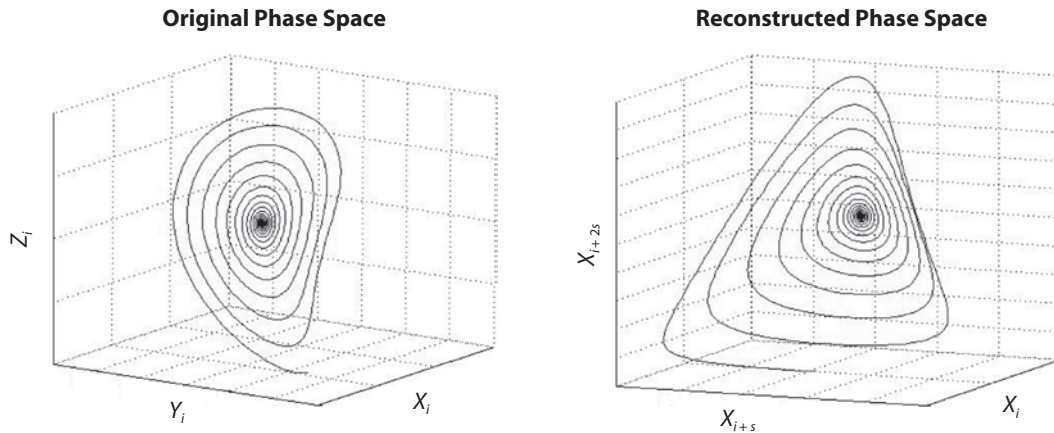 Original Phase Space
Reconstructed Phase Space
Z_i
Y_i
X_i
X_{i+2s}
X_{i+s}
X_i